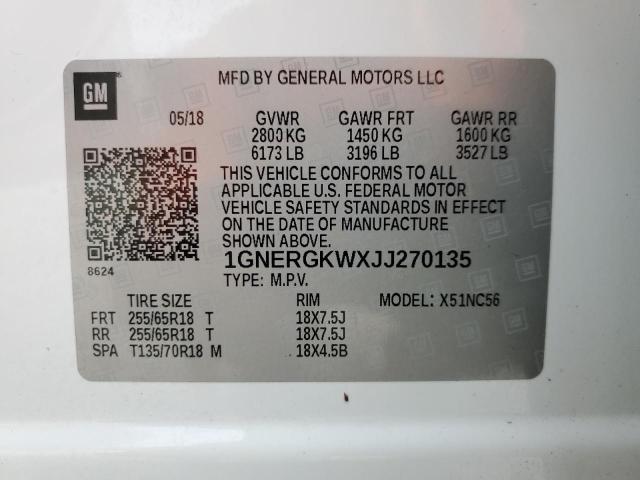 GM
MFD BY GENERAL MOTORS LLC
05/18 GVWR GAWR FRT GAWR RR
2800 KG 1450 KG 1600 KG
6173 LB 3196 LB 3527 LB
THIS VEHICLE CONFORMS TO ALL
APPLICABLE U.S. FEDERAL MOTOR
VEHICLE SAFETY STANDARDS IN EFFECT
ON THE DATE OF MANUFACTURE
SHOWN ABOVE.
8624
1GNERGKWXJJ270135
TYPE: M.P.V.
TIRE SIZE RIM MODEL: X51NC56
FRT 255/65R18 T 18X7.5J
RR 255/65R18 T 18X7.5J
SPA T135/70R18 M 18X4.5B